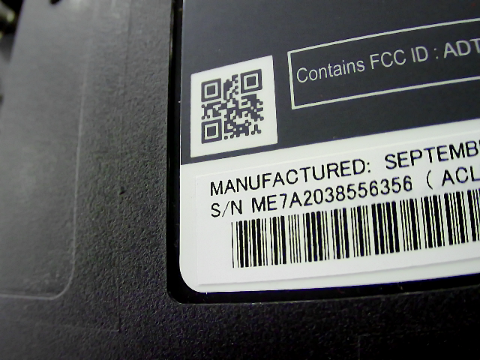 Contains FCC ID : ADT
MANUFACTURED: SEPTEMB
S/N ME7A2038556356 ( ACL